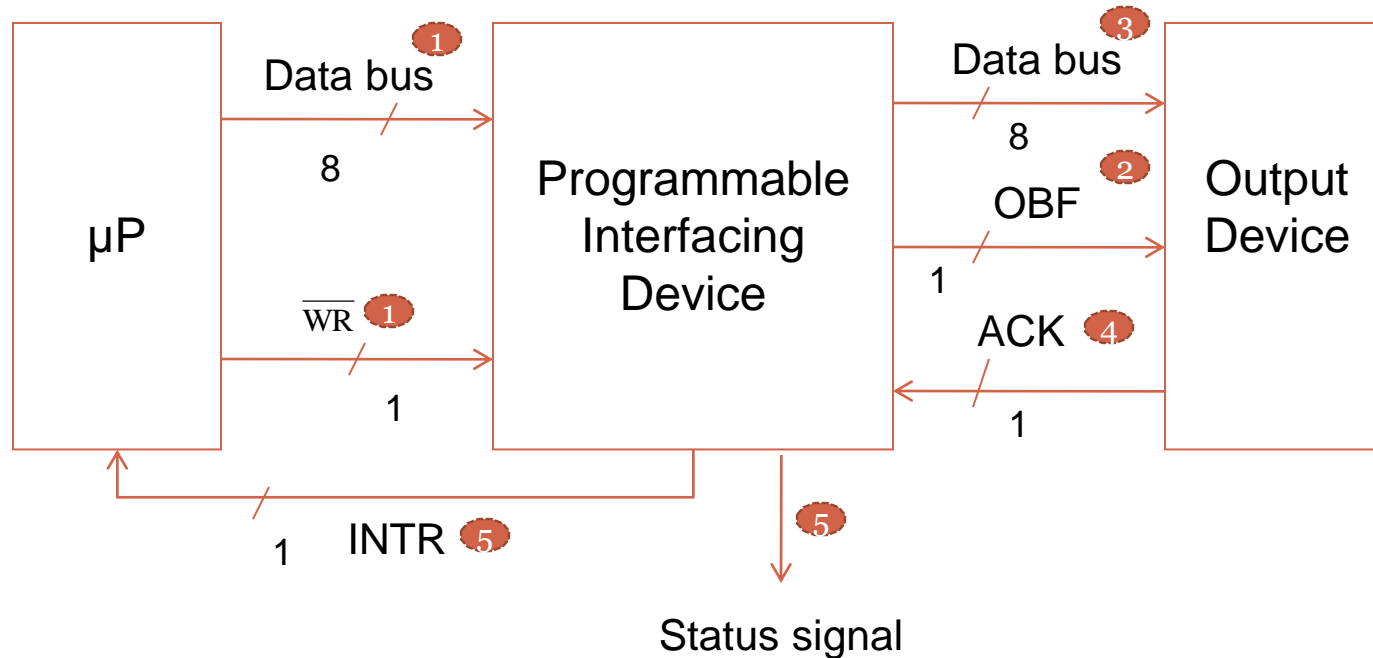 1
3
Data bus
Data bus
8
8
2
OBF
1
µP
Programmable
Interfacing
Device
Output
Device
W̅R̅
1
1
ACK
4
1
INTR
5
1
5
Status signal